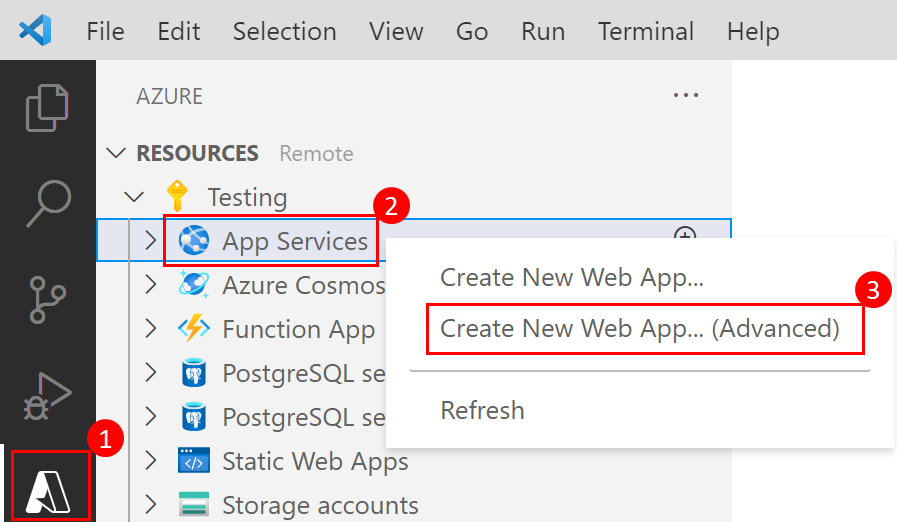 File Edit Selection View Go Run Terminal Help
AZURE ...
RESOURCES Remote
Testing
2
App Services
Azure Cosmos
Function App
PostgreSQL se
PostgreSQL se
Static Web Apps
Storage accounts
Create New Web App...
3
Create New Web App... (Advanced)
Refresh
1